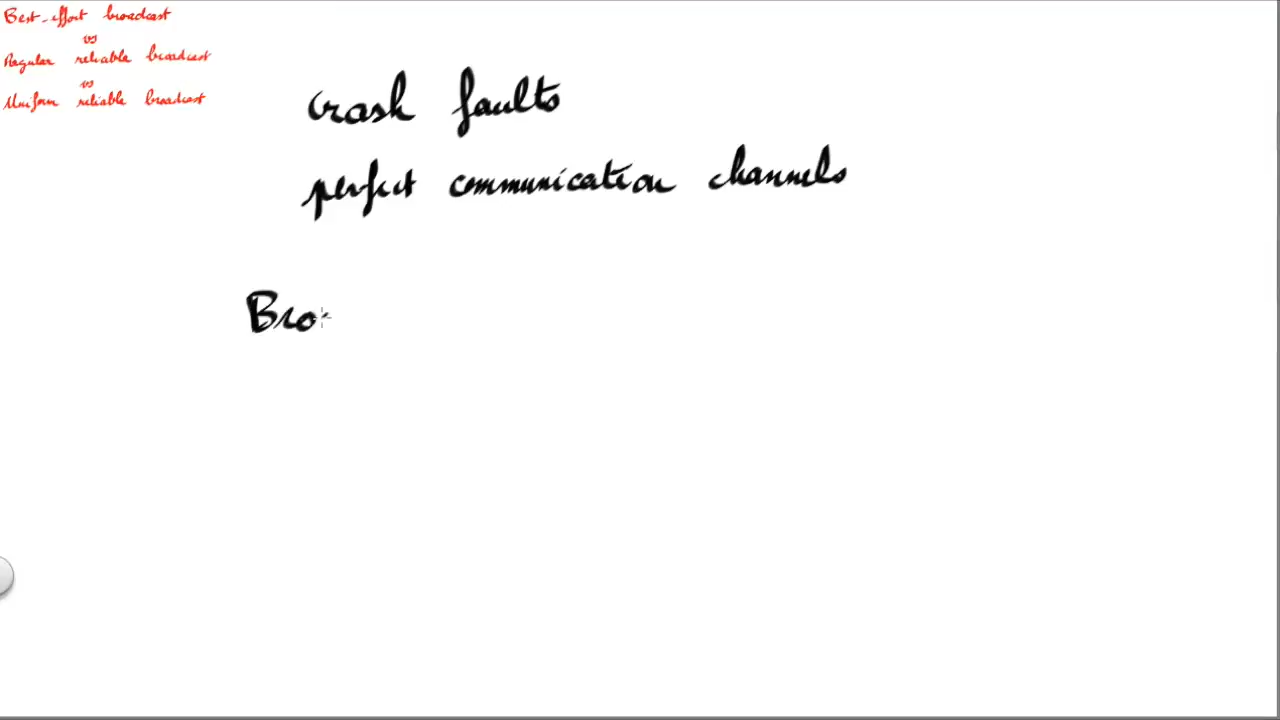 Best-effort broadcast
vs
Regular reliable broadcast
vs
Uniform reliable broadcast
crash faults
perfect communication channels
Bro